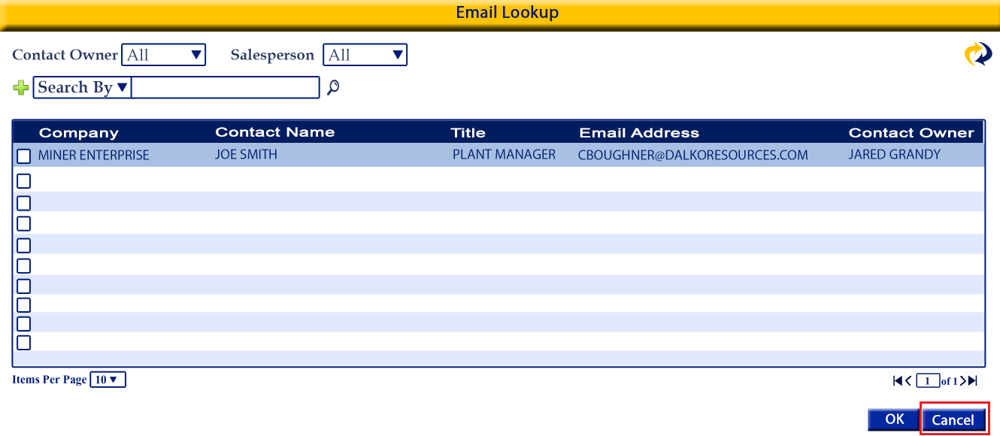 Email Lookup
Contact Owner All Salesperson All
Search By
Company Contact Name Title Email Address Contact Owner
MINER ENTERPRISE JOE SMITH PLANT MANAGER CBOUGHNER@DALKORESOURCES.COM JARED GRANDY
Items Per Page 10 1 of 1
OK Cancel